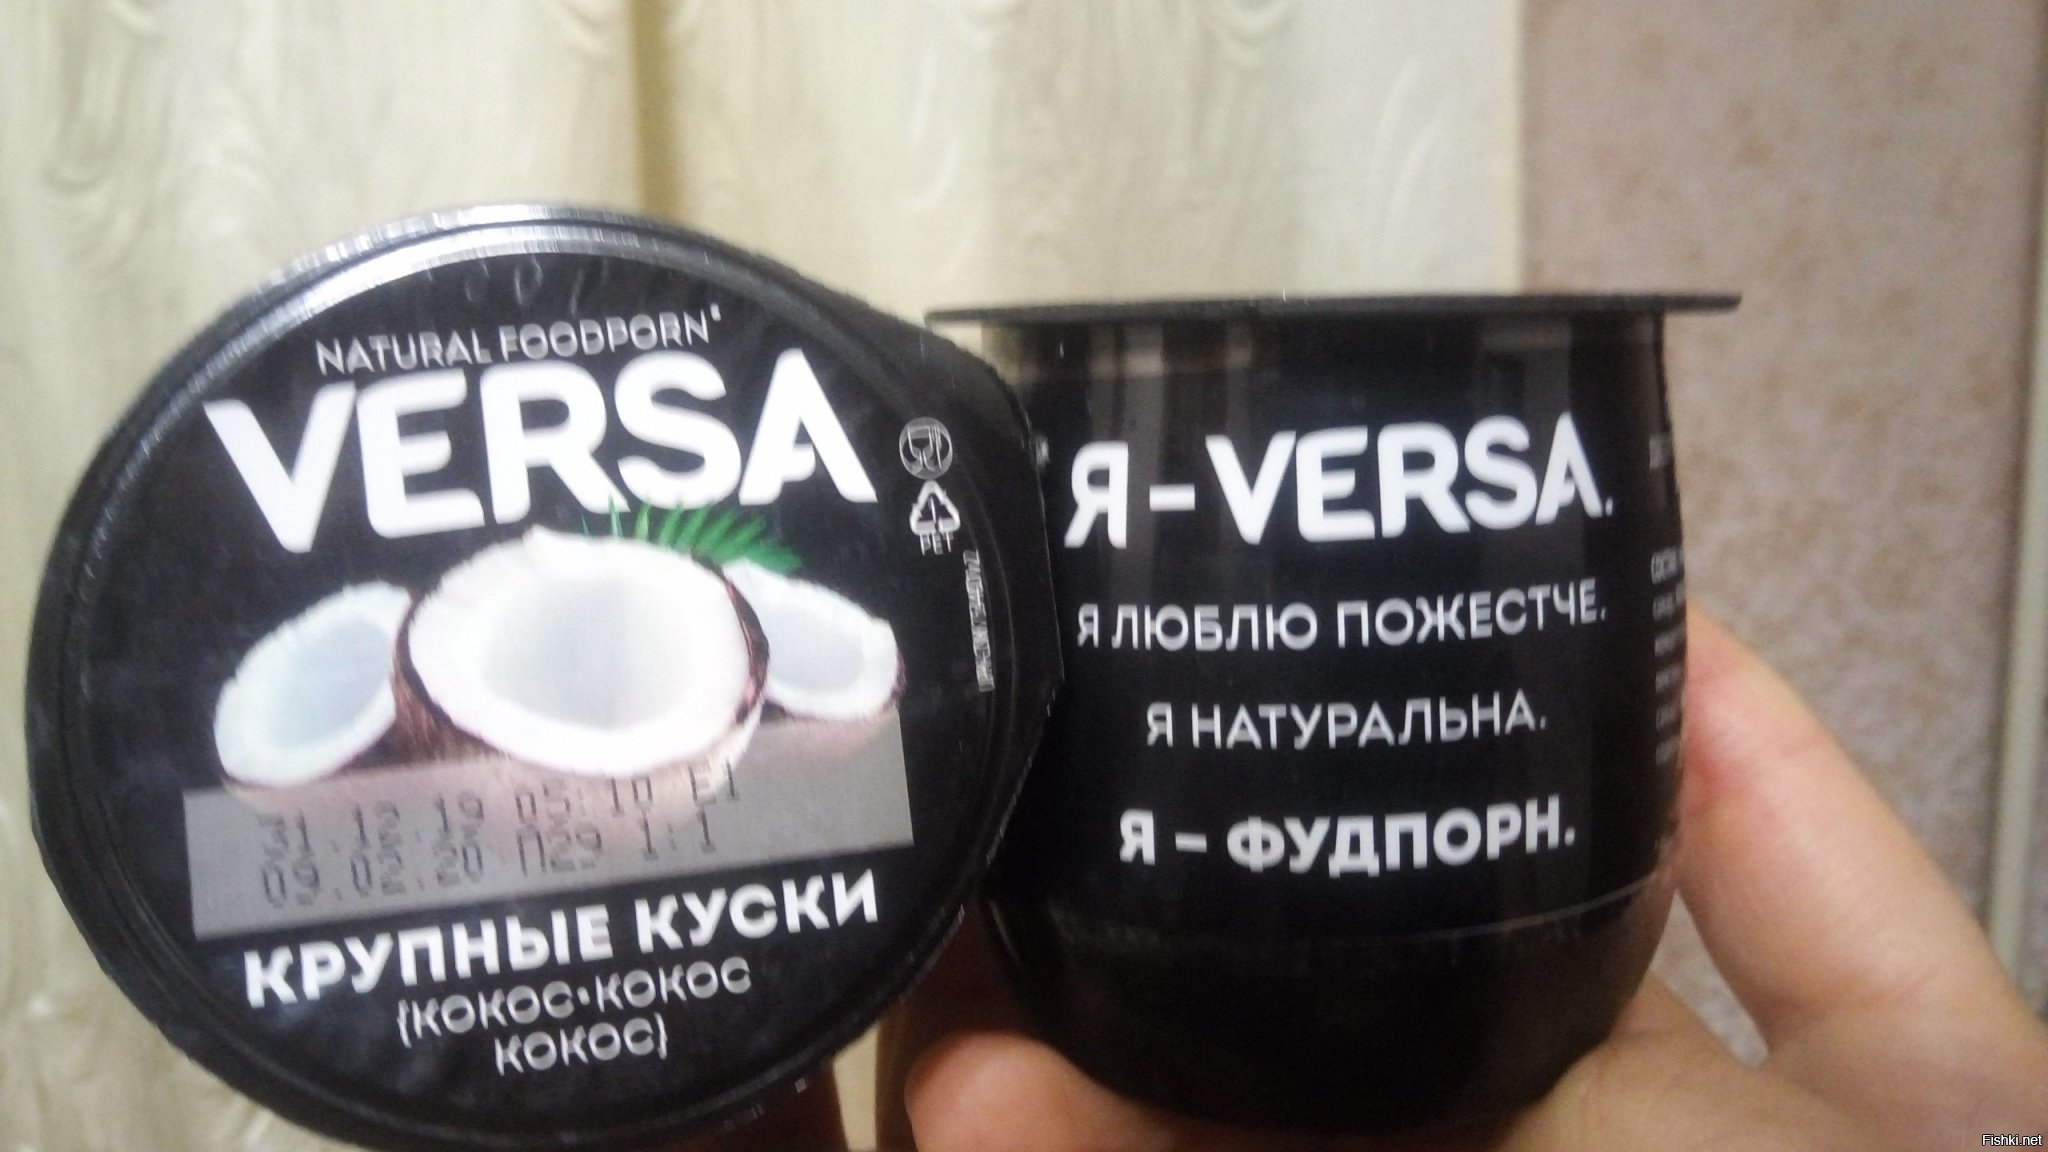 NATURAL FOODPORN
VERSA
PET
КРУПНЫЕ КУСКИ
{КОКОС•КОКОС
КОКОС}
Я – VERSA.
Я ЛЮБЛЮ ПОЖЕСТЧЕ.
Я НАТУРАЛЬНА.
Я – ФУДПОРН.
Fishki.net